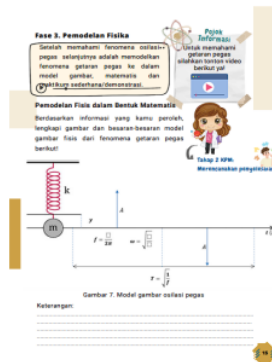 Fase 3. Pemodelan Fisika
Setelah memahami fenomena osilasi
pegas selanjutnya adalah memodelkan
fenomena getaran pegas ke dalam
model gambar, matematis dan
praktikum sederhana/demonstrasi.
Pojok
Informasi
Untuk memahami
getaran pegas
silahkan tonton video
berikut ya!
Pemodelan Fisis dalam Bentuk Matematis
Berdasarkan informasi yang kamu peroleh,
lengkapi gambar dan besaran-besaran model
gambar fisis dari fenomena getaran pegas
berikut!
Tahap 2 KPM:
Merencanakan penyelesaian
k
m
y
A
A
f = □/2π
ω = √□/□
T = √□/f
Gambar 7. Model gambar osilasi pegas
Keterangan: